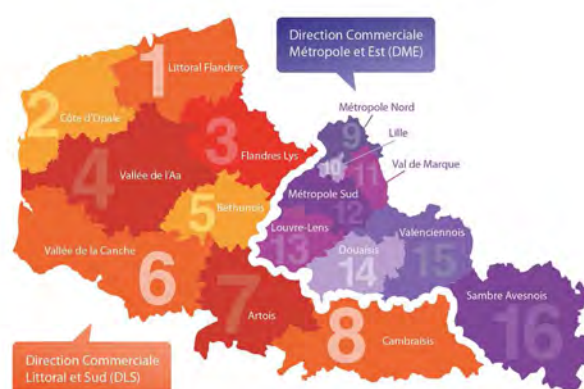 Direction Commerciale
Métropole et Est (DME)
1
Littoral Flandres
2
Côte d'Opale
3
Flandres Lys
4
Vallée de l'Aa
5
Béthunois
6
Vallée de la Canche
7
Artois
8
Cambraisis
Métropole Nord
9
Lille
10
Val de Marque
11
Métropole Sud
12
Louvre-Lens
13
Douaisis
14
Valenciennois
15
Sambre Avesnois
16
Direction Commerciale
Littoral et Sud (DLS)